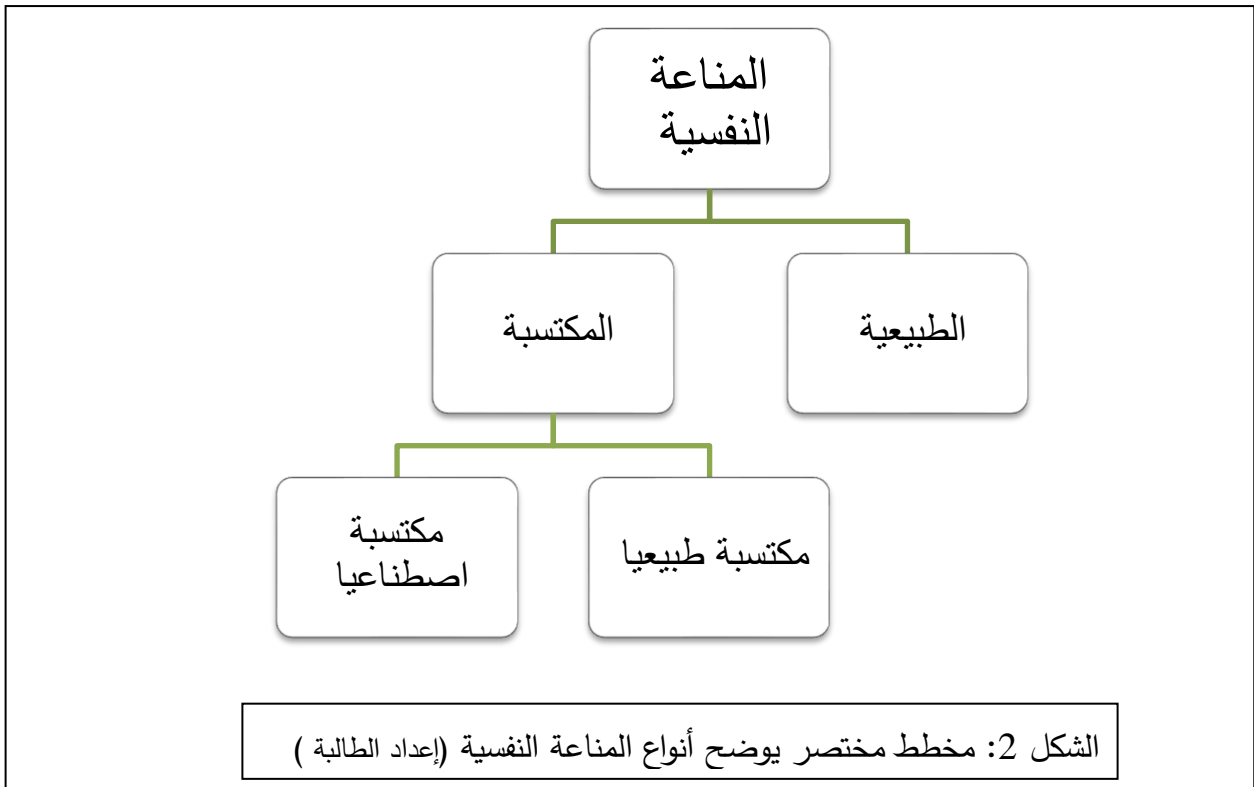 المناعة
النفسية
الطبيعية
المكتسبة
مكتسبة طبيعيا
مكتسبة
اصطناعيا
الشكل 2: مخطط مختصر يوضح أنواع المناعة النفسية (إعداد الطالبة )